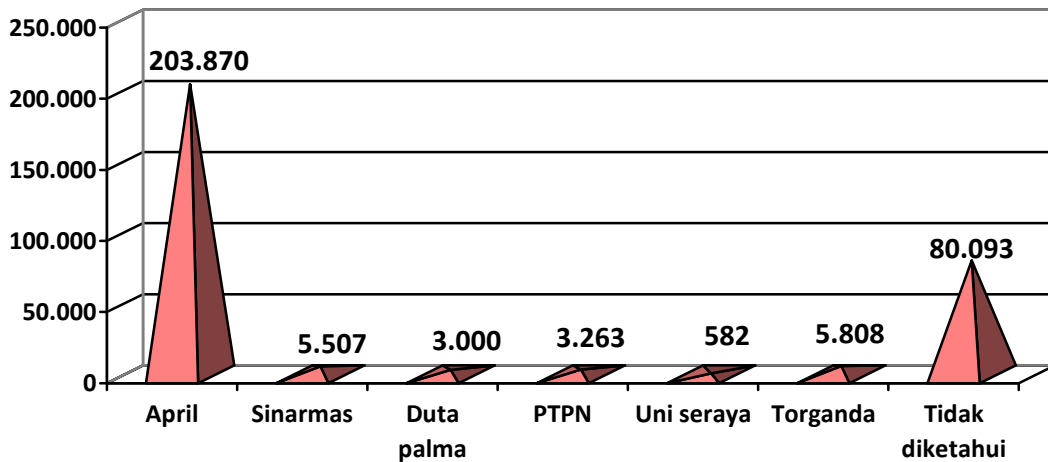 250.000
200.000
150.000
100.000
50.000
0
203.870
5.507
3.000
3.263
582
5.808
80.093
April
Sinarmas
Duta
palma
PTPN
Uni seraya
Torganda
Tidak
diketahui